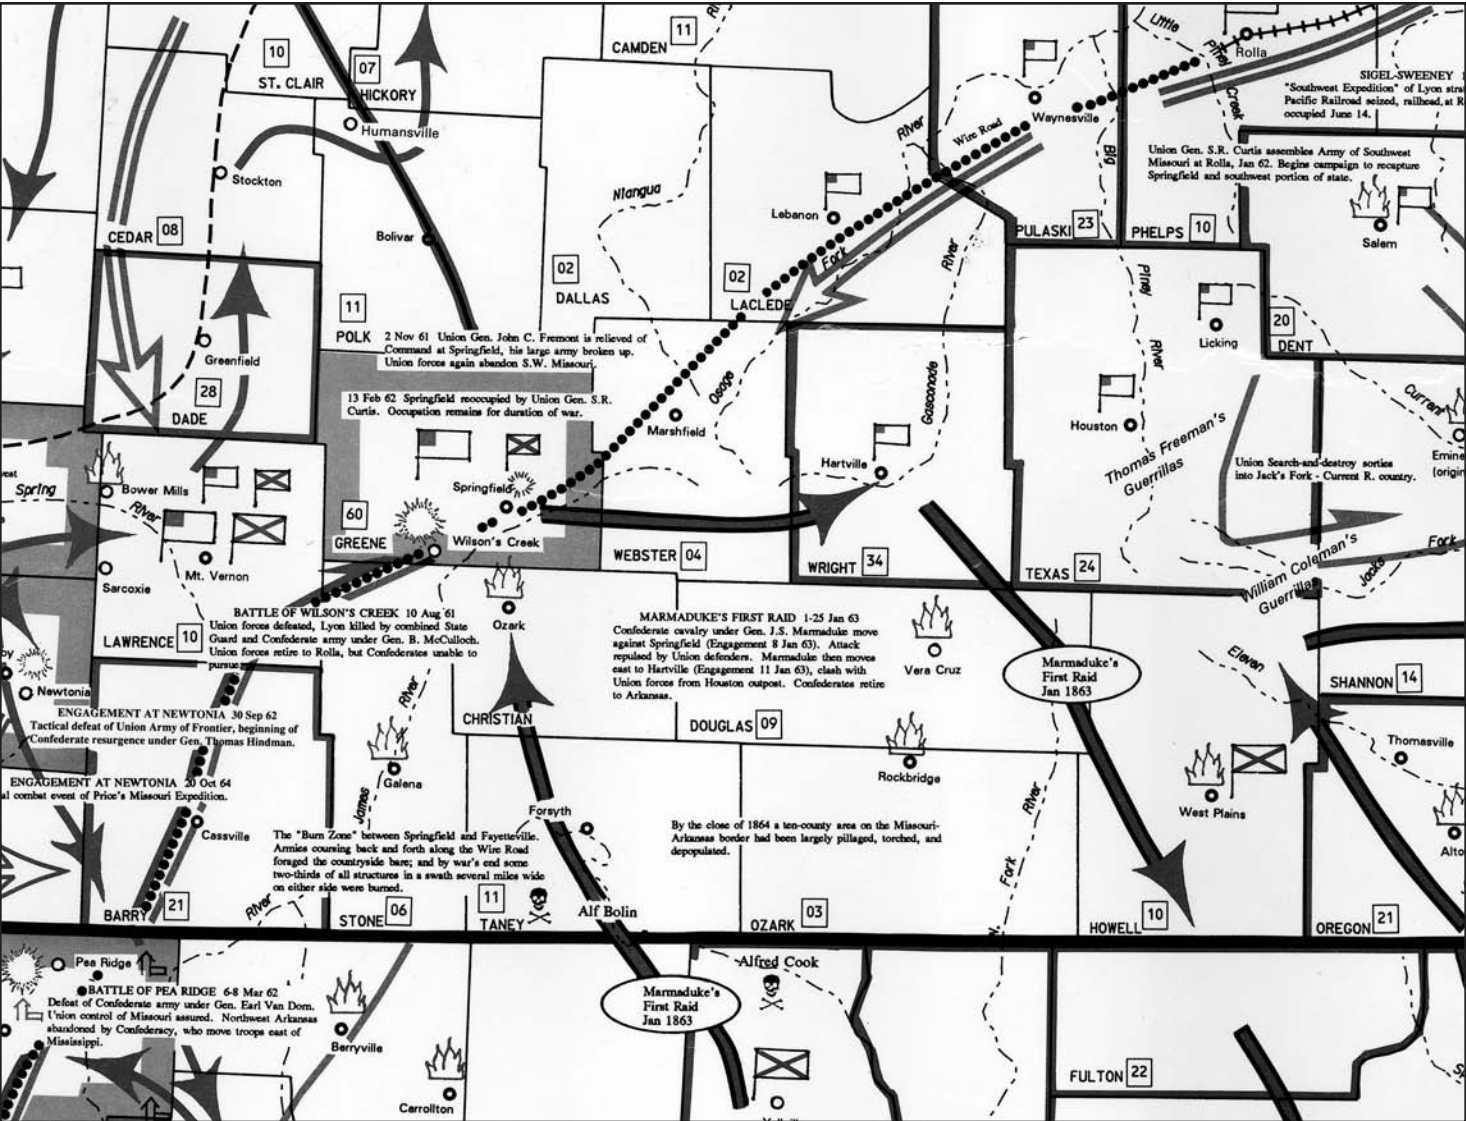 10
ST. CLAIR
07
HICKORY
CAMDEN
11
Little
Piney
Creek
Rolla
SIGEL-SWEENEY
"Southwest Expedition" of Lyon
Pacific Railroad seized, railhead, at
occupied June 14.
Humansville
Stockton
Waynesville
Wire Road
River
Big
Union Gen. S.R. Curtis assembles Army of Southwest
Missouri at Rolla, Jan 62. Begins campaign to recapture
Springfield and southwest portion of state.
Niangua
Lebanon
CEDAR 08
Bolivar
PULASKI 23
PHELPS 10
Salem
02
DALLAS
02
LACLEDE
Fork
River
Piney
River
11
POLK
2 Nov 61 Union Gen. John C. Fremont is relieved of
Command at Springfield, his large army broken up.
Union forces again abandon S.W. Missouri.
Licking
20
DENT
Greenfield
28
DADE
13 Feb 62 Springfield reoccupied by Union Gen. S.R.
Curtis. Occupation remains for duration of war.
Osage
Gasconade
Current
Marshfield
Houston
Thomas Freeman's
Guerrillas
Hartville
Union Search-and-destroy sorties
into Jack's Fork - Current R. country.
Spring
River
Bower Mills
Springfield
60
GREENE
Wilson's Creek
Mt. Vernon
WEBSTER 04
WRIGHT 34
TEXAS 24
William Coleman's
Guerrillas
Jacks
Fork
Sarcoxie
LAWRENCE 10
BATTLE OF WILSON'S CREEK 10 Aug 61
Union forces defeated, Lyon killed by combined State
Guard and Confederate army under Gen. B. McCulloch.
Union forces retire to Rolla, but Confederates unable to
pursue.
Ozark
MARMADUKE'S FIRST RAID 1-25 Jan 63
Confederate cavalry under Gen. J.S. Marmaduke move
against Springfield (Engagement 8 Jan 63). Attack
repulsed by Union defenders. Marmaduke then moves
east to Hartville (Engagement 11 Jan 63), clash with
Union forces from Houston outpost. Confederates retire
to Arkansas.
Vera Cruz
Marmaduke's
First Raid
Jan 1863
Eleven
SHANNON 14
Newtonia
ENGAGEMENT AT NEWTONIA 30 Sep 62
Tactical defeat of Union Army of Frontier, beginning of
Confederate resurgence under Gen. Thomas Hindman.
River
CHRISTIAN
DOUGLAS 09
Thomasville
ENGAGEMENT AT NEWTONIA 20 Oct 64
combat event of Price's Missouri Expedition.
Galena
James
Rockbridge
West Plains
River
Forsyth
Cassville
The "Burn Zone" between Springfield and Fayetteville.
Armies coursing back and forth along the Wire Road
foraged the countryside bare; and by war's end some
two-thirds of all structures in a swath several miles wide
on either side were burned.
By the close of 1864 a ten-county area on the Missouri-
Arkansas border had been largely pillaged, torched, and
depopulated.
Fork
BARRY 21
River
STONE 06
11
TANEY
Alf Bolin
OZARK 03
N.
HOWELL 10
OREGON 21
Pea Ridge
BATTLE OF PEA RIDGE 6-8 Mar 62
Defeat of Confederate army under Gen. Earl Van Dorn.
Union control of Missouri assured. Northwest Arkansas
abandoned by Confederacy, who move troops east of
Mississippi.
Alfred Cook
Marmaduke's
First Raid
Jan 1863
Berryville
Carrollton
FULTON 22